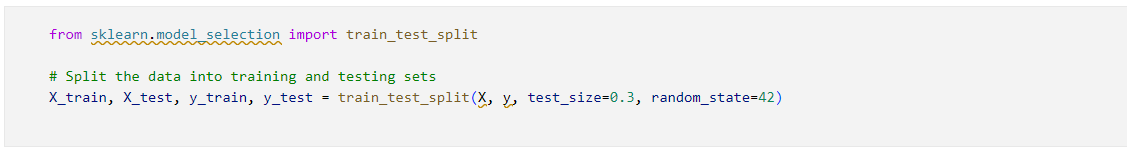 from sklearn.model_selection import train_test_split
# Split the data into training and testing sets
X_train, X_test, y_train, y_test = train_test_split(X, y, test_size=0.3, random_state=42)